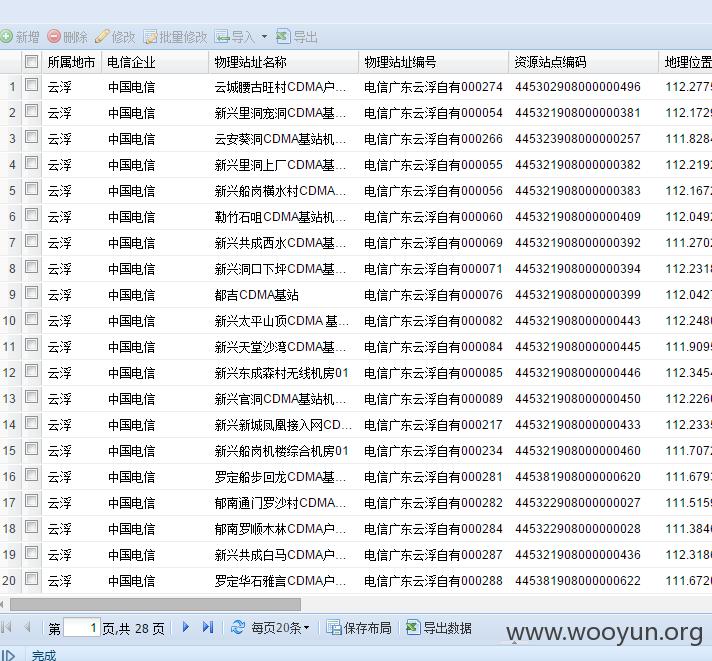 新增 删除 修改 批量修改 导入 导出
所属地市 电信企业 物理站址名称 物理站址编号 资源站点编码 地理位置
1 云浮 中国电信 云城腰古旺村CDMA户... 电信广东云浮自有000274 445302908000000496 112.2775
2 云浮 中国电信 新兴里洞宠洞CDMA基... 电信广东云浮自有000054 445321908000000381 112.1729
3 云浮 中国电信 云安葵洞CDMA基站机... 电信广东云浮自有000266 445323908000000257 111.8284
4 云浮 中国电信 新兴里洞上厂CDMA基... 电信广东云浮自有000055 445321908000000382 112.2192
5 云浮 中国电信 新兴船岗横水村CDMA... 电信广东云浮自有000056 445321908000000383 112.1672
6 云浮 中国电信 勒竹石咀CDMA基站机... 电信广东云浮自有000060 445321908000000409 112.0492
7 云浮 中国电信 新兴共成西水CDMA基... 电信广东云浮自有000069 445321908000000392 111.2702
8 云浮 中国电信 新兴洞口下坪CDMA基... 电信广东云浮自有000071 445321908000000394 112.2318
9 云浮 中国电信 都吉CDMA基站 电信广东云浮自有000076 445321908000000399 112.0427
10 云浮 中国电信 新兴太平山顶CDMA 基... 电信广东云浮自有000082 445321908000000443 112.2480
11 云浮 中国电信 新兴天堂沙湾CDMA基... 电信广东云浮自有000084 445321908000000445 111.9095
12 云浮 中国电信 新兴东成森村无线机房01 电信广东云浮自有000085 445321908000000446 112.3454
13 云浮 中国电信 新兴官洞CDMA基站机... 电信广东云浮自有000089 445321908000000450 112.2260
14 云浮 中国电信 新兴新城凤凰接入网CD... 电信广东云浮自有000217 445321908000000433 112.2335
15 云浮 中国电信 新兴船岗机楼综合机房01 电信广东云浮自有000234 445321908000000460 111.7072
16 云浮 中国电信 罗定船步回龙CDMA基... 电信广东云浮自有000281 445381908000000620 111.6793
17 云浮 中国电信 郁南通门罗沙村CDMA... 电信广东云浮自有000282 445322908000000027 111.5159
18 云浮 中国电信 郁南罗顺木林CDMA户... 电信广东云浮自有000284 445322908000000028 111.3846
19 云浮 中国电信 新兴共成白马CDMA户... 电信广东云浮自有000287 445321908000000436 112.3186
20 云浮 中国电信 罗定华石雅言CDMA户... 电信广东云浮自有000288 445381908000000622 111.6720
第 1 页,共 28 页 每页20条 保存布局 导出数据
www.wooyun.org
完成